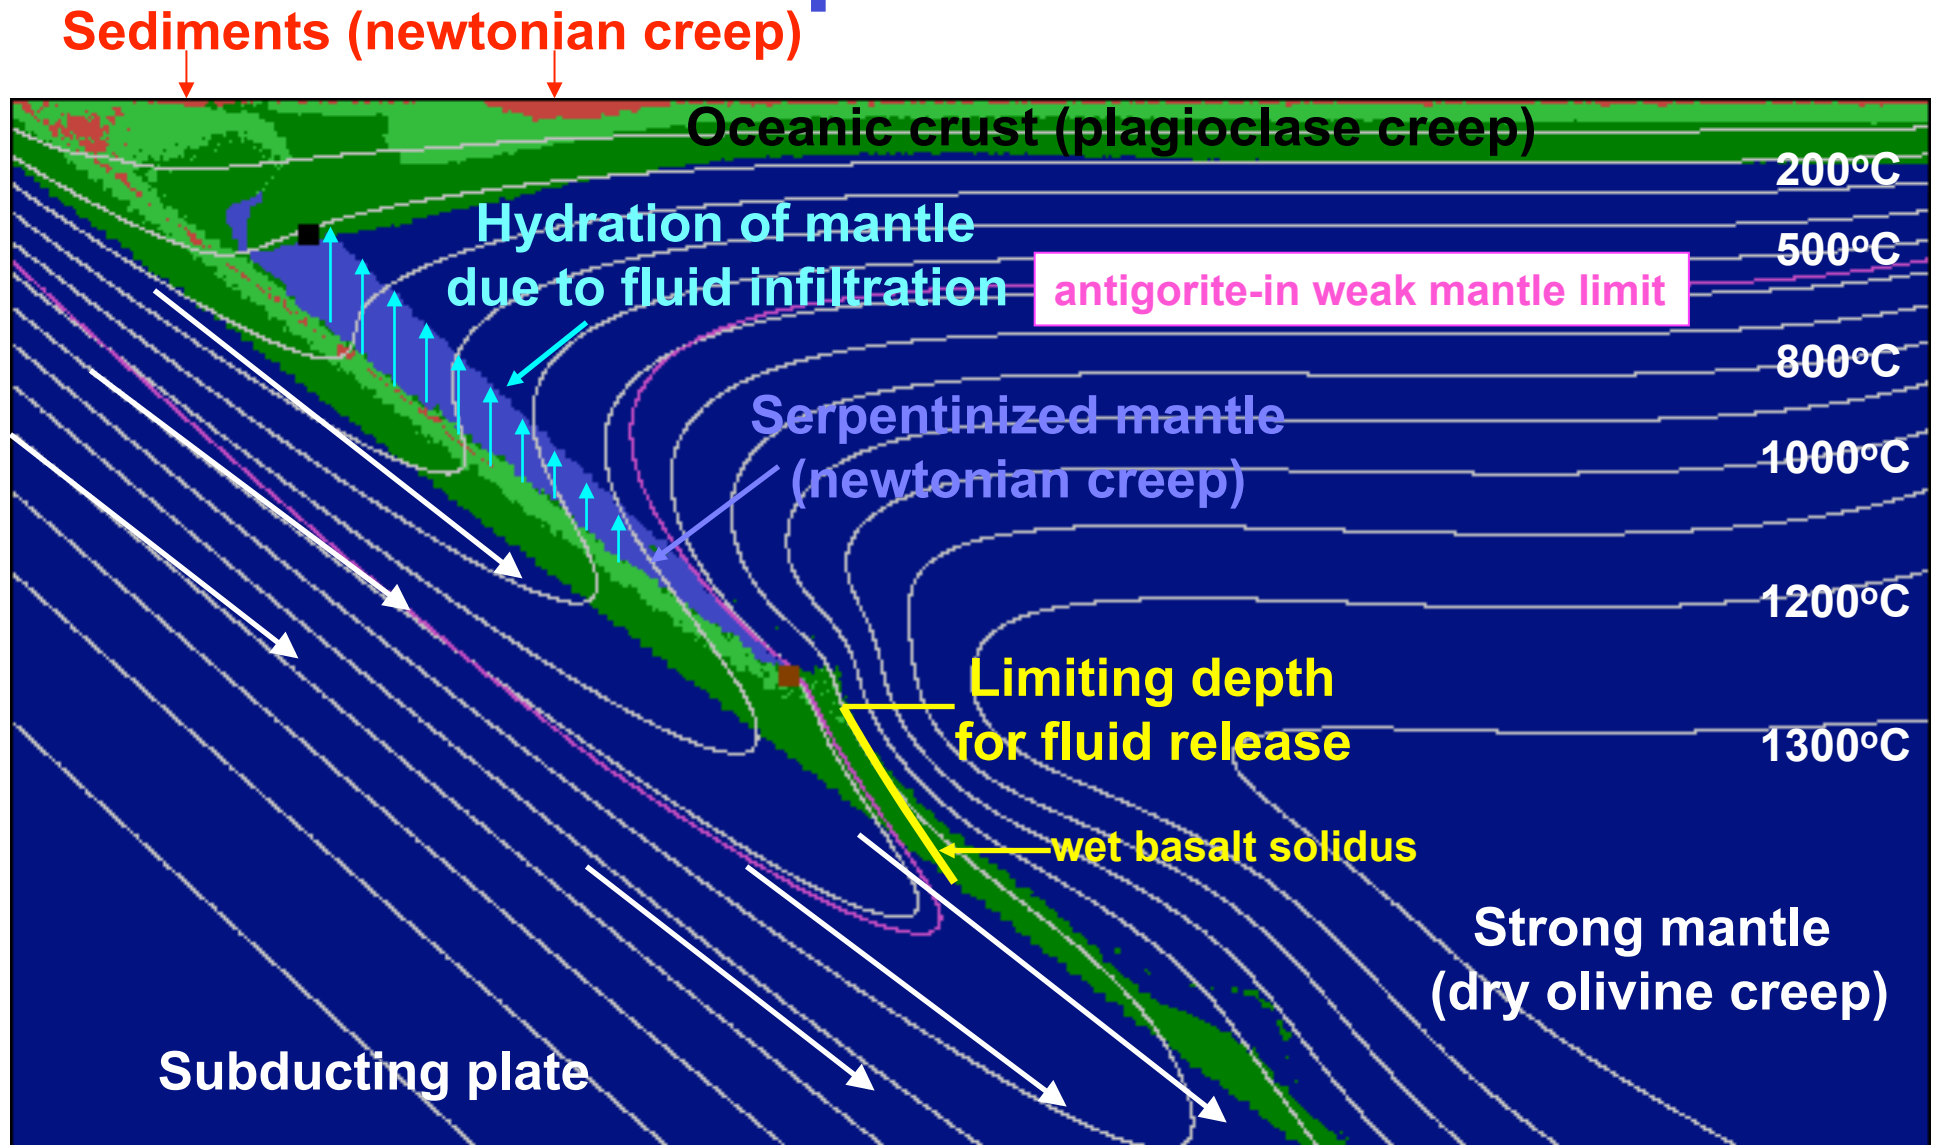 Sediments (newtonian creep)
Oceanic crust (plagioclase creep)
200°C
Hydration of mantle
due to fluid infiltration
500°C
antigorite-in weak mantle limit
800°C
Serpentinized mantle
(newtonian creep)
1000°C
1200°C
Limiting depth
for fluid release
1300°C
wet basalt solidus
Strong mantle
(dry olivine creep)
Subducting plate